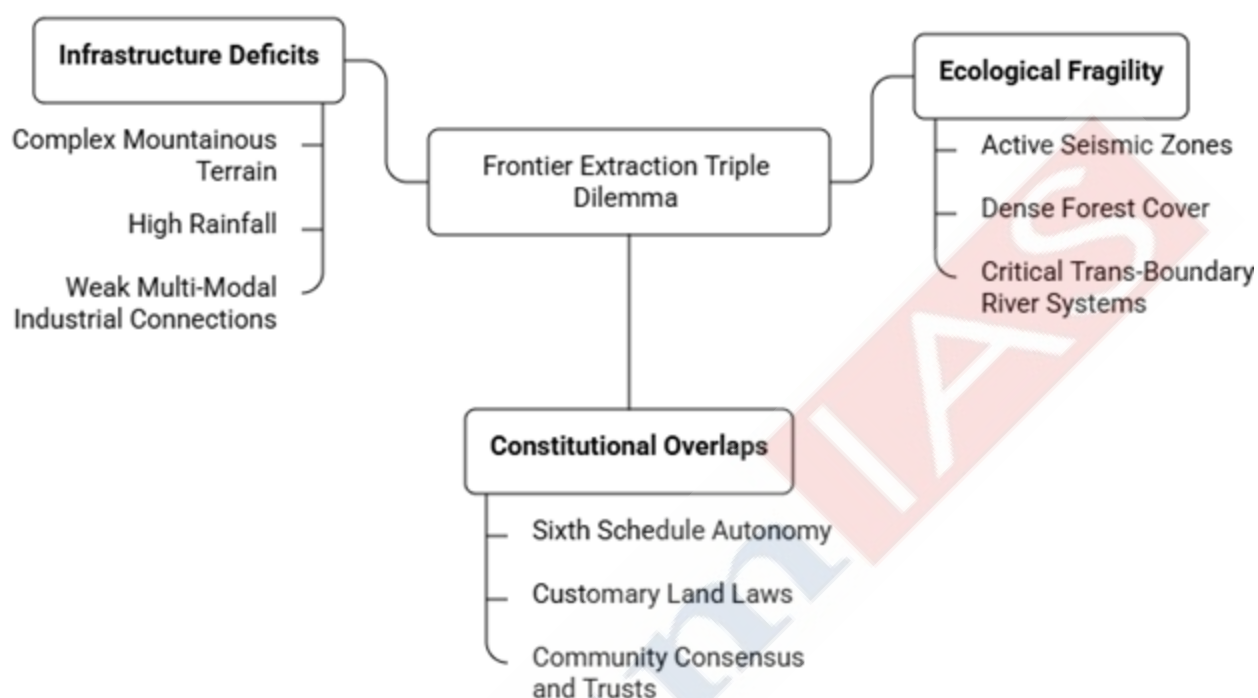 Infrastructure Deficits
Complex Mountainous
Terrain
High Rainfall
Weak Multi-Modal
Industrial Connections
Frontier Extraction Triple
Dilemma
Ecological Fragility
Active Seismic Zones
Dense Forest Cover
Critical Trans-Boundary
River Systems
Constitutional Overlaps
Sixth Schedule Autonomy
Customary Land Laws
Community Consensus
and Trusts
m IAS